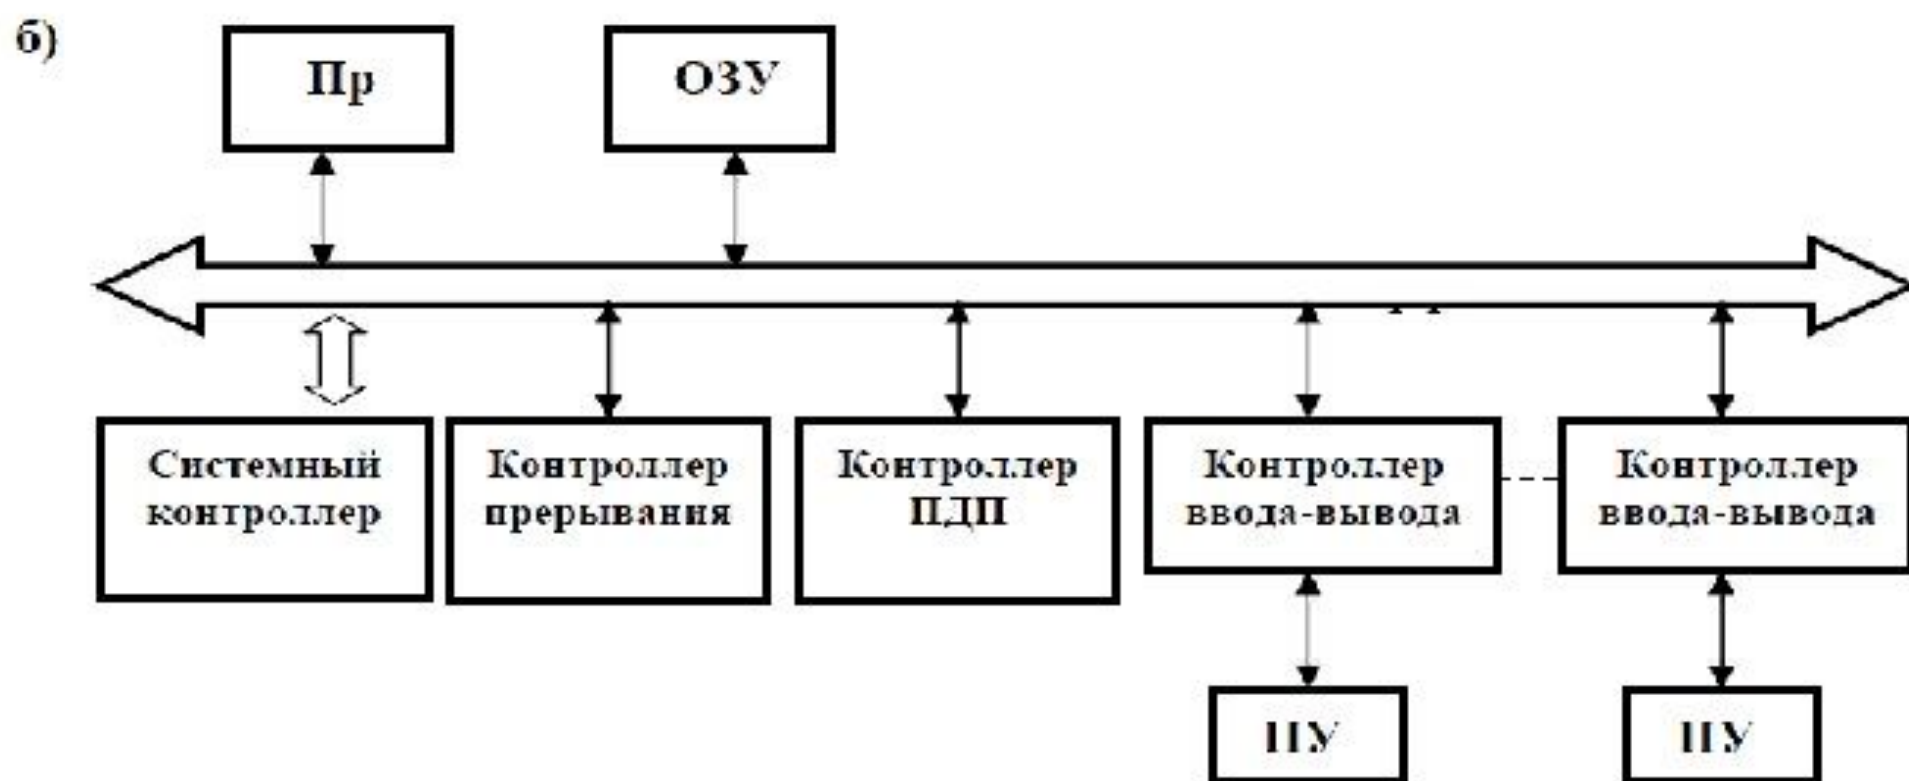 б)
Пр
ОЗУ
Системный
контроллер
Контроллер
прерывания
Контроллер
ПДП
Контроллер
ввода-вывода
Контроллер
ввода-вывода
ПУ
ПУ